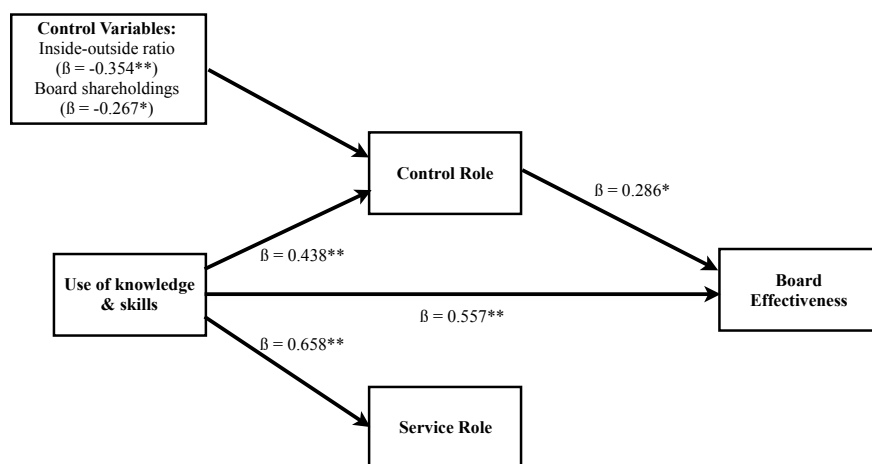 Control Variables:
Inside-outside ratio
(ß = -0.354**)
Board shareholdings
(ß = -0.267*)
Control Role
ß = 0.286*
ß = 0.438**
Use of knowledge
& skills
Board
Effectiveness
ß = 0.557**
ß = 0.658**
Service Role